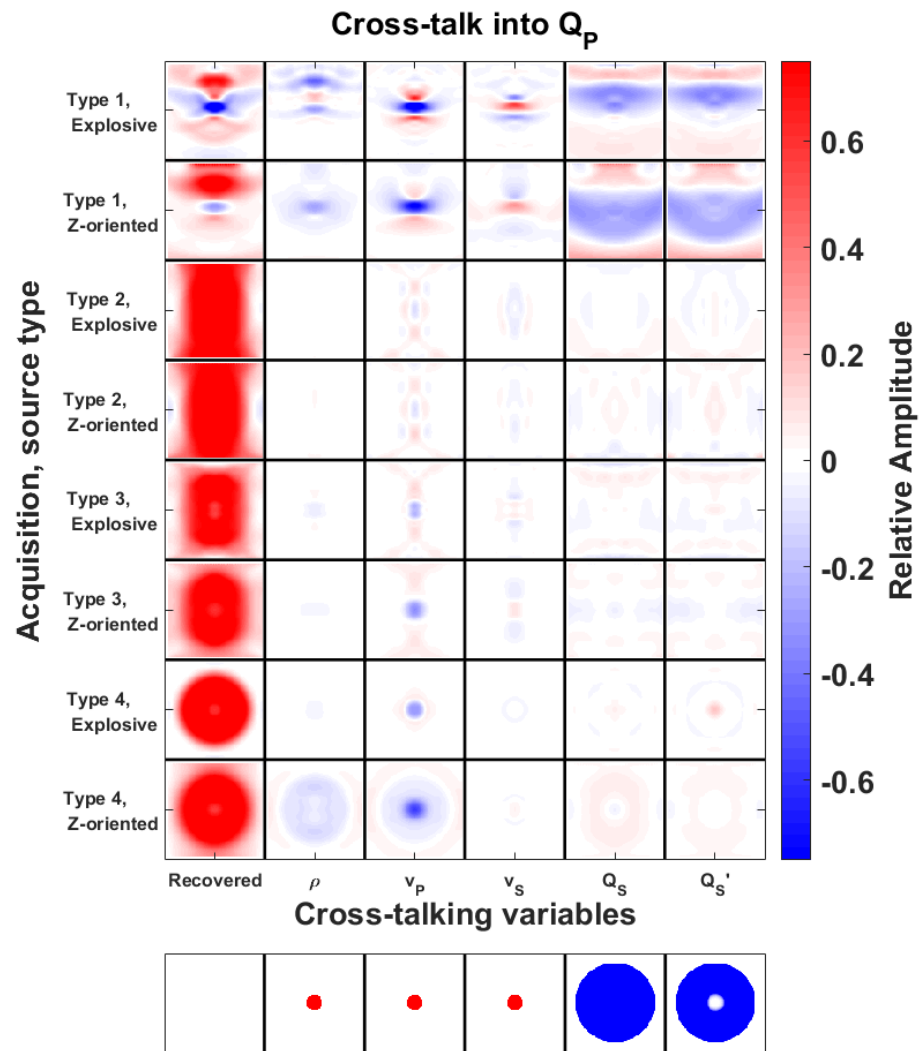 Cross-talk into Q_P
Type 1,
Explosive
Type 1,
Z-oriented
Type 2,
Explosive
Type 2,
Z-oriented
Type 3,
Explosive
Type 3,
Z-oriented
Type 4,
Explosive
Type 4,
Z-oriented
Acquisition, source type
0.6
0.4
0.2
0
-0.2
-0.4
-0.6
Relative Amplitude
Recovered ρ v_P v_S Q_S Q_S'
Cross-talking variables